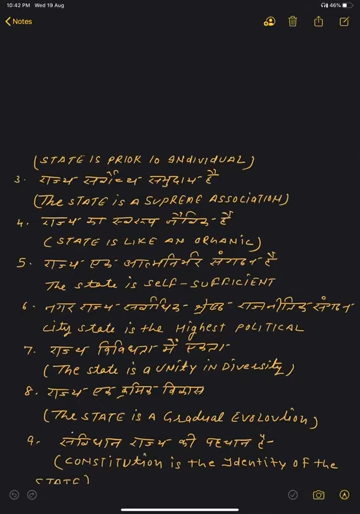 10:42 PM Wed 19 Aug
46%
Notes
(STATE IS PRIOR IO INDIVIDUAL)
3. राज्य सर्वोच्च समुदाय है
(The STATE IS A SUPREME ASSOCIATION)
4. राज्य का स्वरूप जैविक है
(STATE IS LIKE AN ORGANIC)
5. राज्य एक आत्मनिर्भर संगठन है
The state is SELF-SUFFICIENT
6. नगर राज्य सर्वाधिक श्रेष्ठ राजनीतिक संगठन
City state is the Highest POLITICAL
7. राज्य विविधता में एकता
(The state is a UNITY IN Diversity)
8. राज्य एक क्रमिक विकास
(The STATE IS a Gradual EVOLOVTION)
9. संविधान राज्य की पहचान है-
(CONSTITUTION is the Identity OF the
STATE)